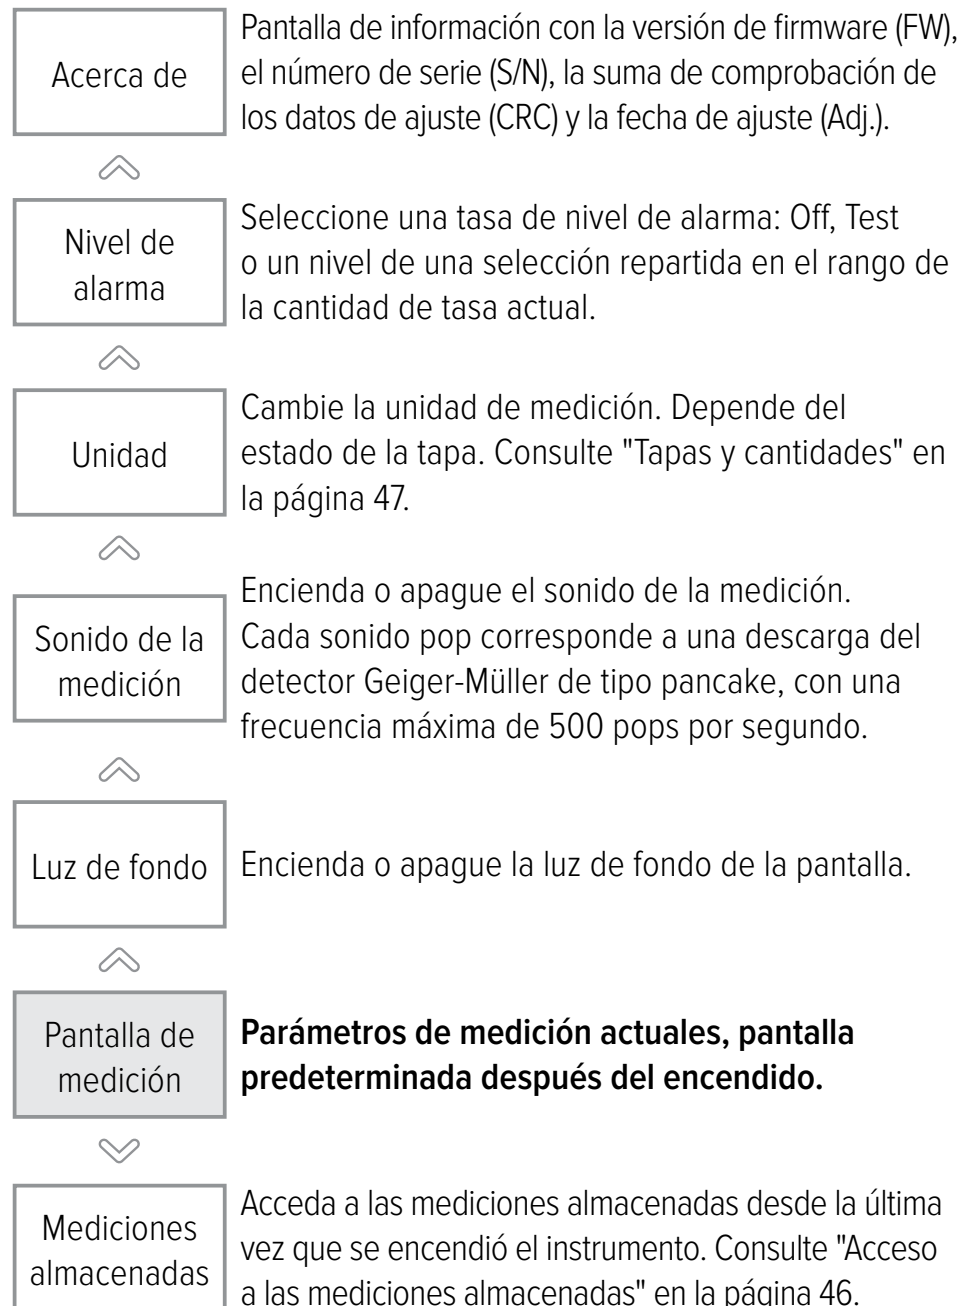 Acerca de
Pantalla de información con la versión de firmware (FW),
el número de serie (S/N), la suma de comprobación de
los datos de ajuste (CRC) y la fecha de ajuste (Adj.).
Nivel de
alarma
Seleccione una tasa de nivel de alarma: Off, Test
o un nivel de una selección repartida en el rango de
la cantidad de tasa actual.
Unidad
Cambie la unidad de medición. Depende del
estado de la tapa. Consulte "Tapas y cantidades" en
la página 47.
Sonido de la
medición
Encienda o apague el sonido de la medición.
Cada sonido pop corresponde a una descarga del
detector Geiger-Müller de tipo pancake, con una
frecuencia máxima de 500 pops por segundo.
Luz de fondo
Encienda o apague la luz de fondo de la pantalla.
Pantalla de
medición
Parámetros de medición actuales, pantalla
predeterminada después del encendido.
Mediciones
almacenadas
Acceda a las mediciones almacenadas desde la última
vez que se encendió el instrumento. Consulte "Acceso
a las mediciones almacenadas" en la página 46.